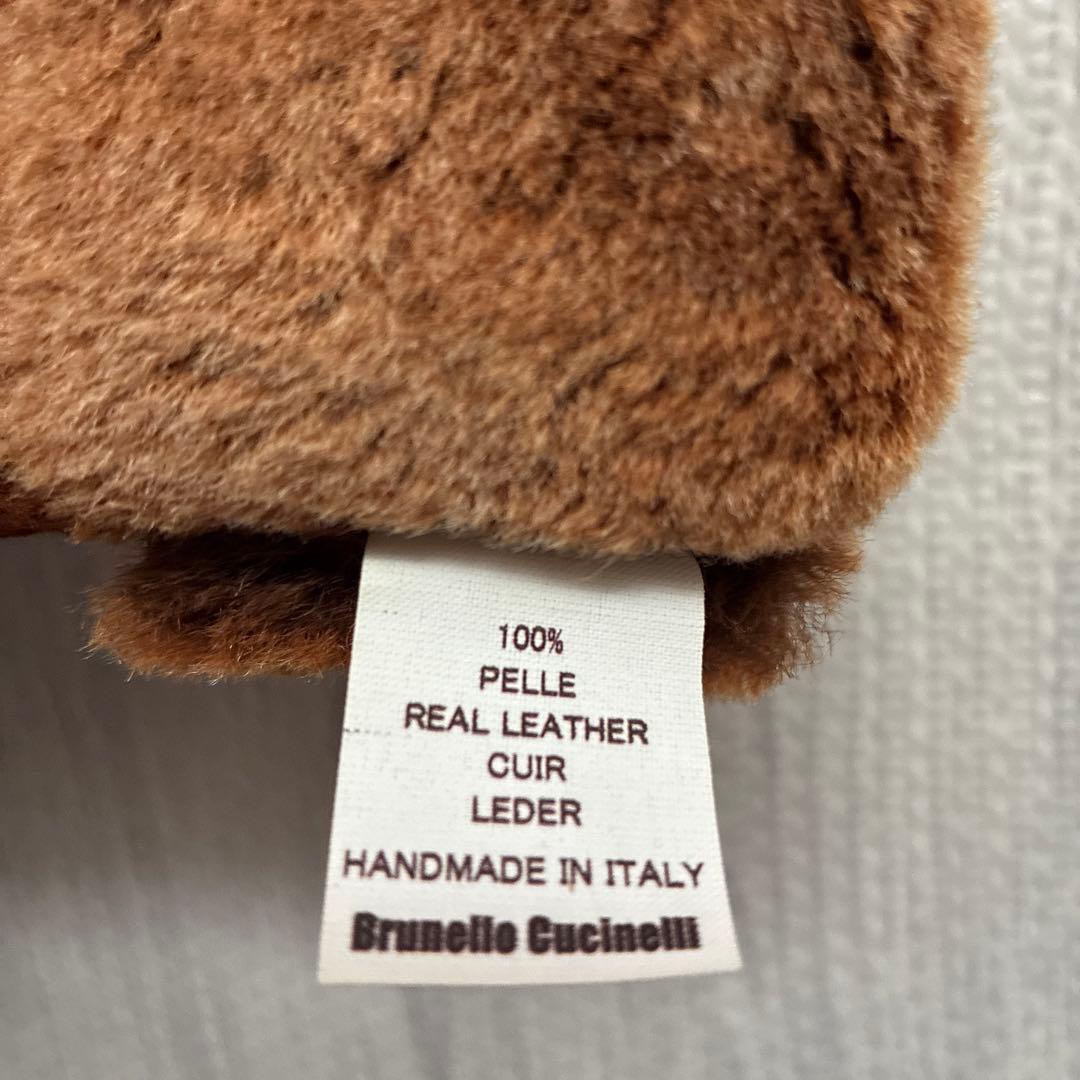 100%
PELLE
REAL LEATHER
CUIR
LEDER
HANDMADE IN ITALY
Brunello Cucinelli